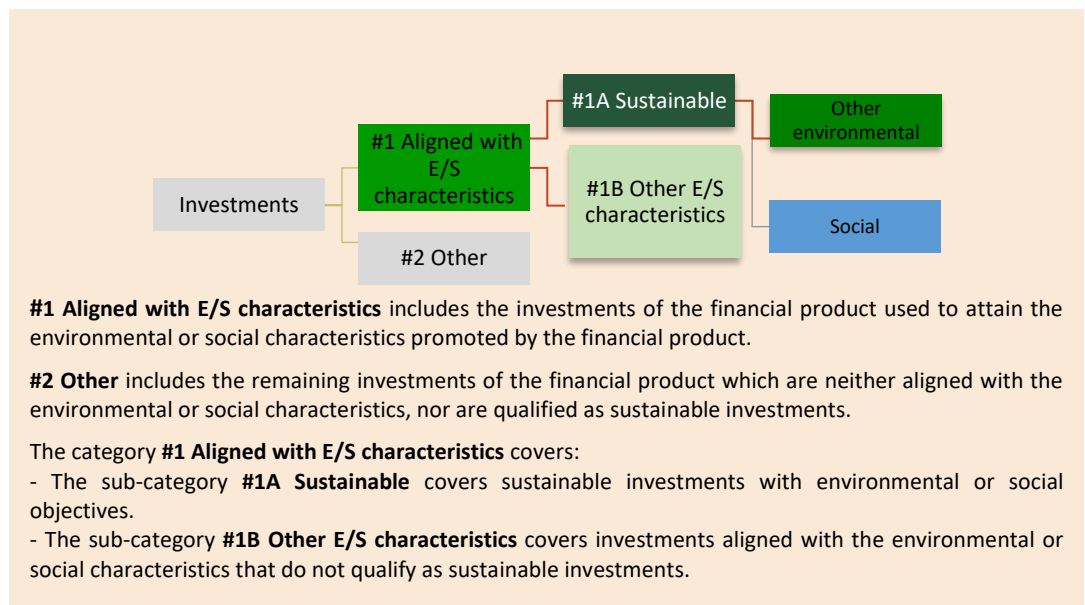 #1A Sustainable
Other
environmental
#1 Aligned with
E/S
characteristics
#1B Other E/S
characteristics
Investments
Social
#2 Other
#1 Aligned with E/S characteristics includes the investments of the financial product used to attain the
environmental or social characteristics promoted by the financial product.
#2 Other includes the remaining investments of the financial product which are neither aligned with the
environmental or social characteristics, nor are qualified as sustainable investments.
The category #1 Aligned with E/S characteristics covers:
- The sub-category #1A Sustainable covers sustainable investments with environmental or social
objectives.
- The sub-category #1B Other E/S characteristics covers investments aligned with the environmental or
social characteristics that do not qualify as sustainable investments.